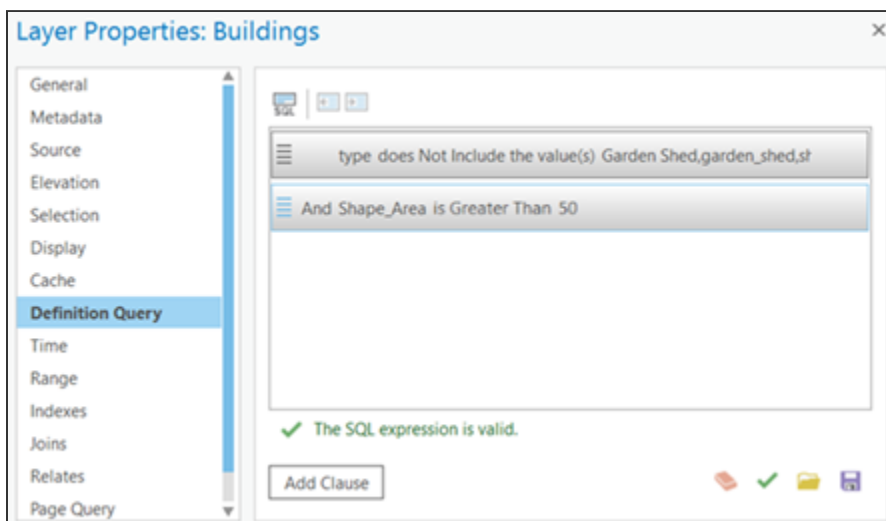 Layer Properties: Buildings
General
Metadata
Source
Elevation
Selection
Display
Cache
Definition Query
Time
Range
Indexes
Joins
Relates
Page Query
SQL
type does Not Include the value(s) Garden Shed,garden_shed,sh
And Shape_Area is Greater Than 50
The SQL expression is valid.
Add Clause